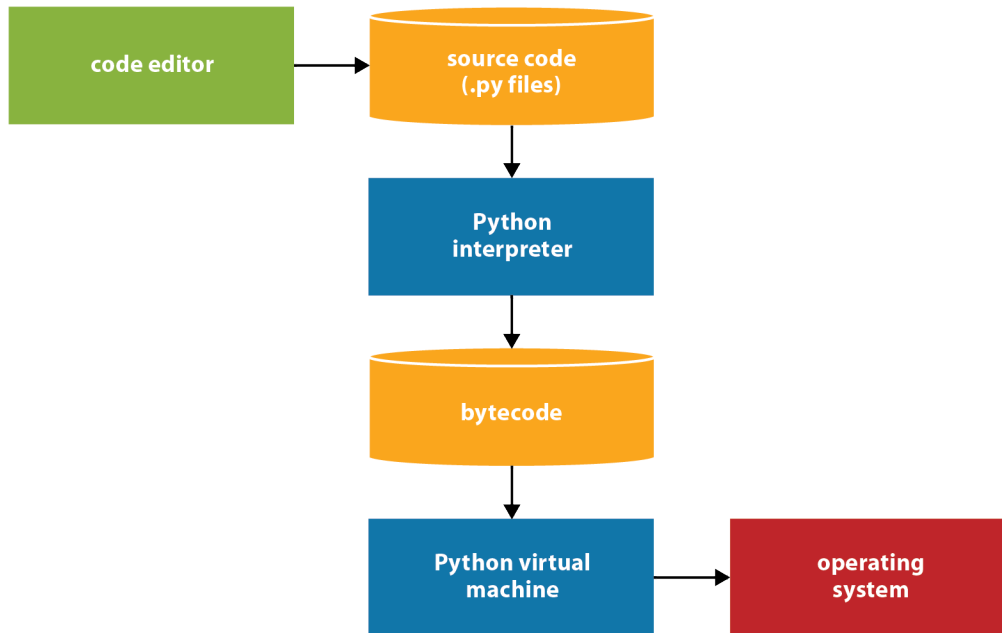 code editor
source code
(.py files)
Python
interpreter
bytecode
Python virtual
machine
operating
system